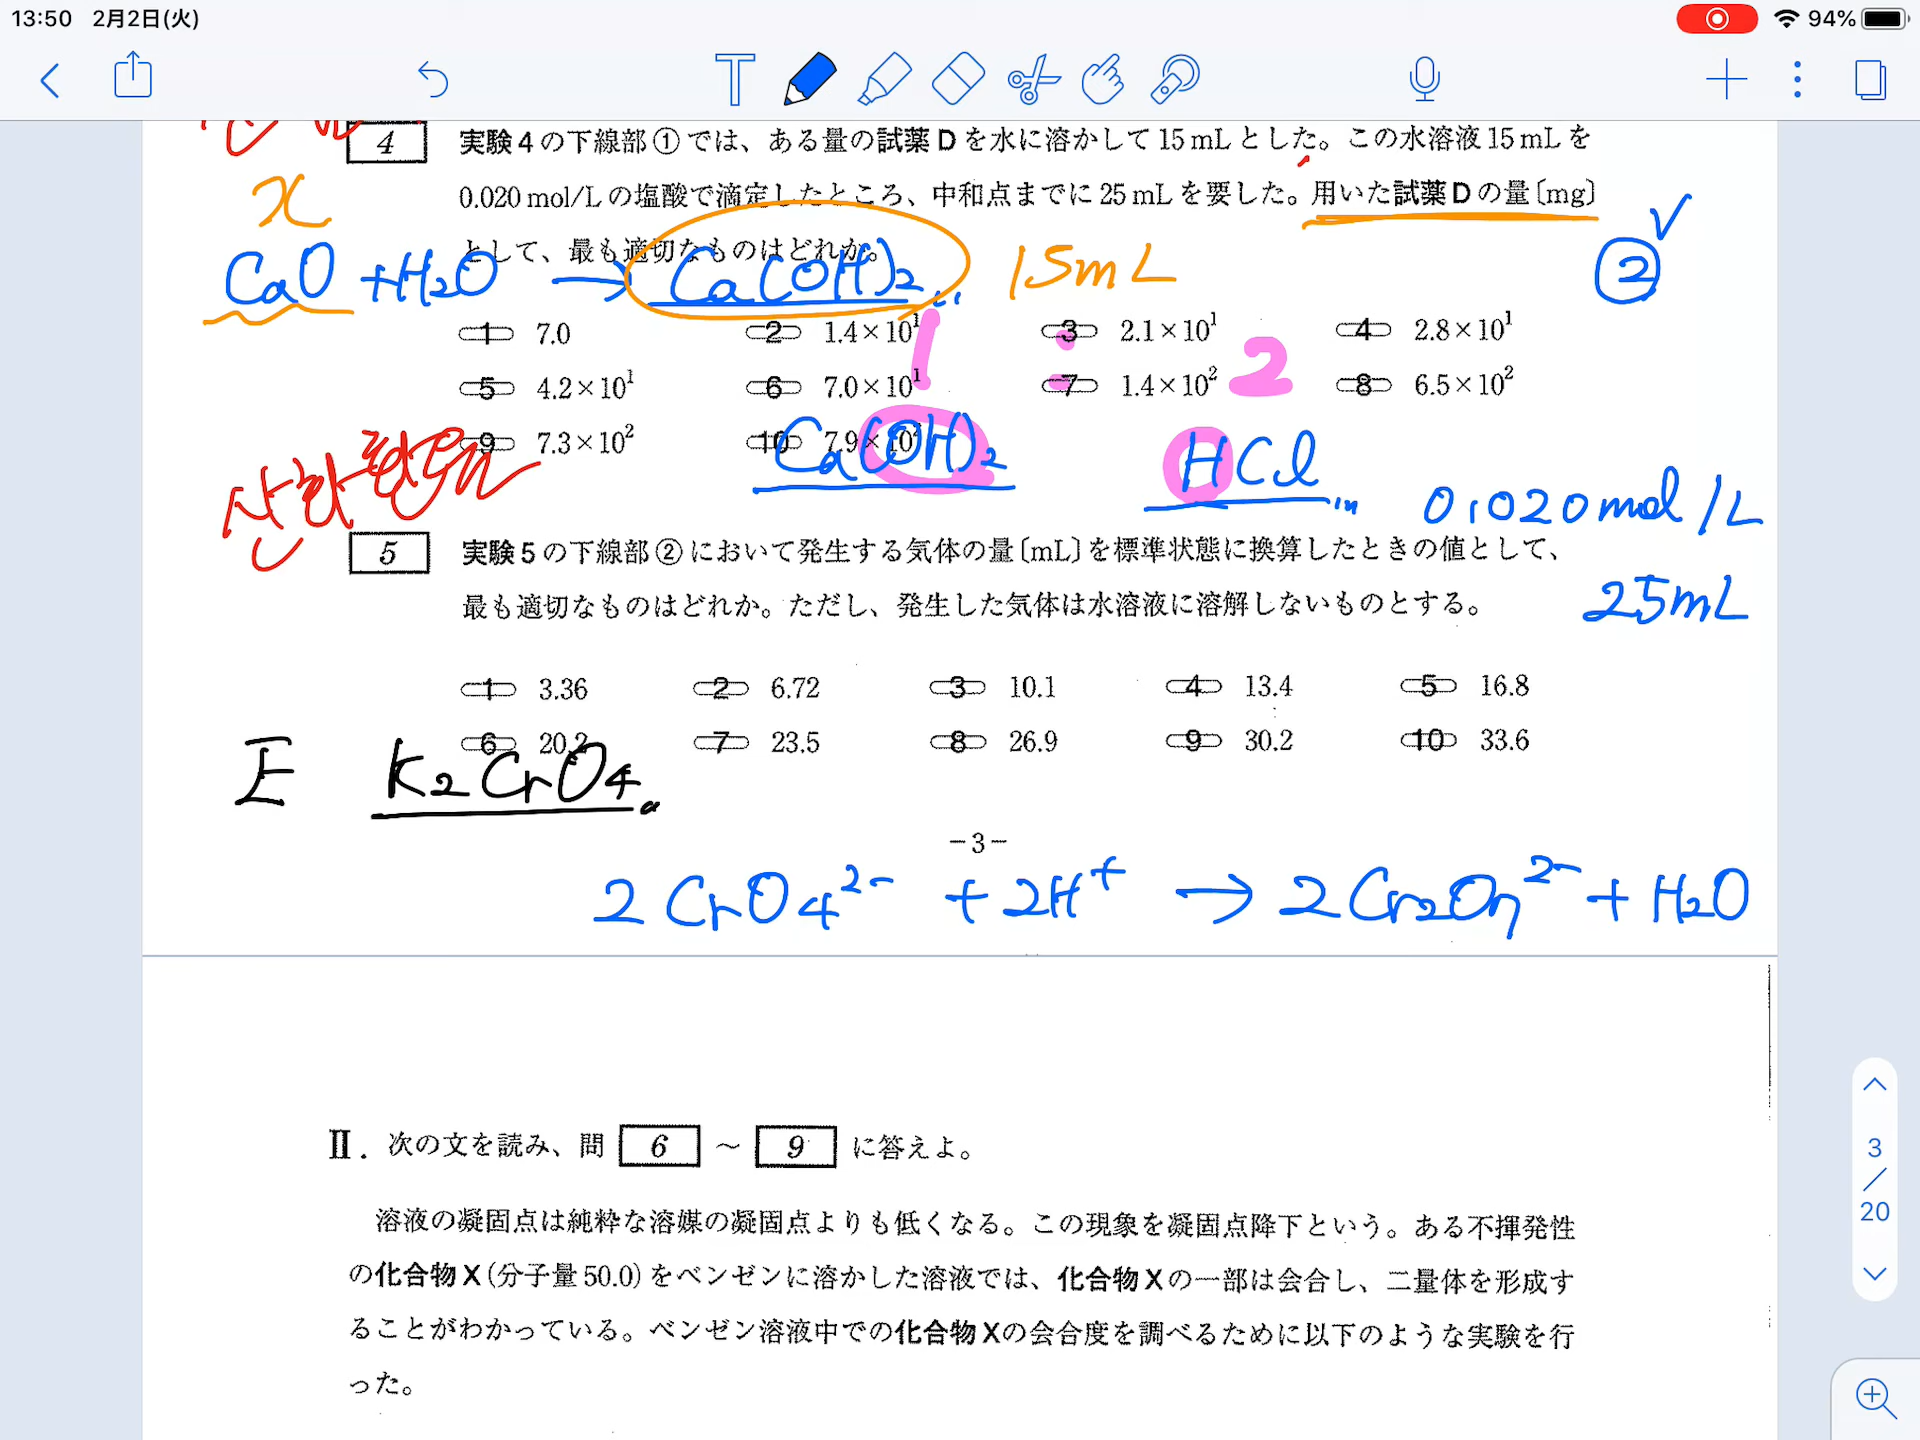 13:50 2月2日(火)
94%
4 実験4の下線部①では、ある量の試薬Dを水に溶かして15mLとした。この水溶液15mLを
x
0.020mol/Lの塩酸で滴定したところ、中和点までに25mLを要した。用いた試薬Dの量〔mg〕
として、最も適切なものはどれか。
CaO +H2O → Ca(OH)2 15mL ②
1 7.0 2 1.4×10¹ 3 2.1×10¹ 4 2.8×10¹
1 : 2
5 4.2×10¹ 6 7.0×10¹ 7 1.4×10² 8 6.5×10²
9 7.3×10² 10 7.9×10²
Ca(OH)2 HCl 0.020mol/L
산화환원
5 実験5の下線部②において発生する気体の量〔mL〕を標準状態に換算したときの値として、
最も適切なものはどれか。ただし、発生した気体は水溶液に溶解しないものとする。
25mL
1 3.36 2 6.72 3 10.1 4 13.4 5 16.8
6 20.2 7 23.5 8 26.9 9 30.2 10 33.6
E K2CrO4
-3-
2CrO4²⁻ + 2H⁺ → 2Cr2O7²⁻ + H2O
II. 次の文を読み、問 6 ～ 9 に答えよ。
3
/
20
溶液の凝固点は純粋な溶媒の凝固点よりも低くなる。この現象を凝固点降下という。ある不揮発性
の化合物X(分子量50.0)をベンゼンに溶かした溶液では、化合物Xの一部は会合し、二量体を形成す
ることがわかっている。ベンゼン溶液中での化合物Xの会合度を調べるために以下のような実験を行
った。